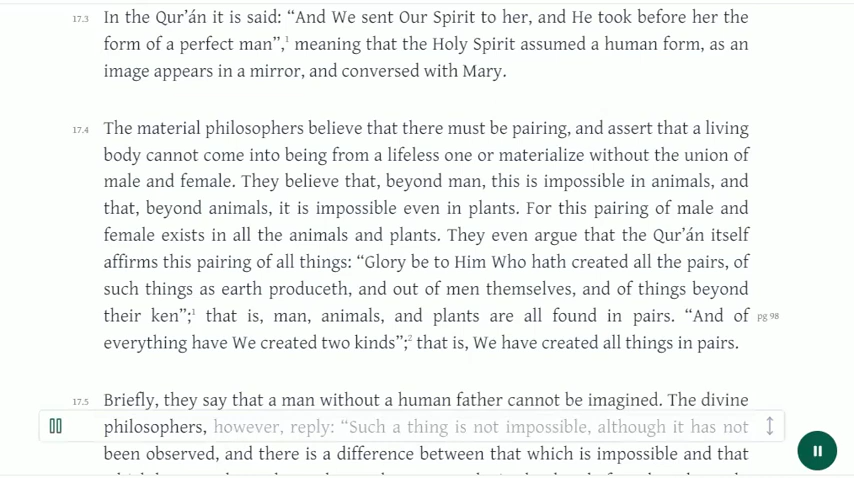 17.3 In the Qur’án it is said: “And We sent Our Spirit to her, and He took before her the
form of a perfect man”,1 meaning that the Holy Spirit assumed a human form, as an
image appears in a mirror, and conversed with Mary.
17.4 The material philosophers believe that there must be pairing, and assert that a living
body cannot come into being from a lifeless one or materialize without the union of
male and female. They believe that, beyond man, this is impossible in animals, and
that, beyond animals, it is impossible even in plants. For this pairing of male and
female exists in all the animals and plants. They even argue that the Qur’án itself
affirms this pairing of all things: “Glory be to Him Who hath created all the pairs, of
such things as earth produceth, and out of men themselves, and of things beyond
their ken”;1 that is, man, animals, and plants are all found in pairs. “And of pg 98
everything have We created two kinds”;2 that is, We have created all things in pairs.
17.5 Briefly, they say that a man without a human father cannot be imagined. The divine
philosophers, however, reply: “Such a thing is not impossible, although it has not
been observed, and there is a difference between that which is impossible and that